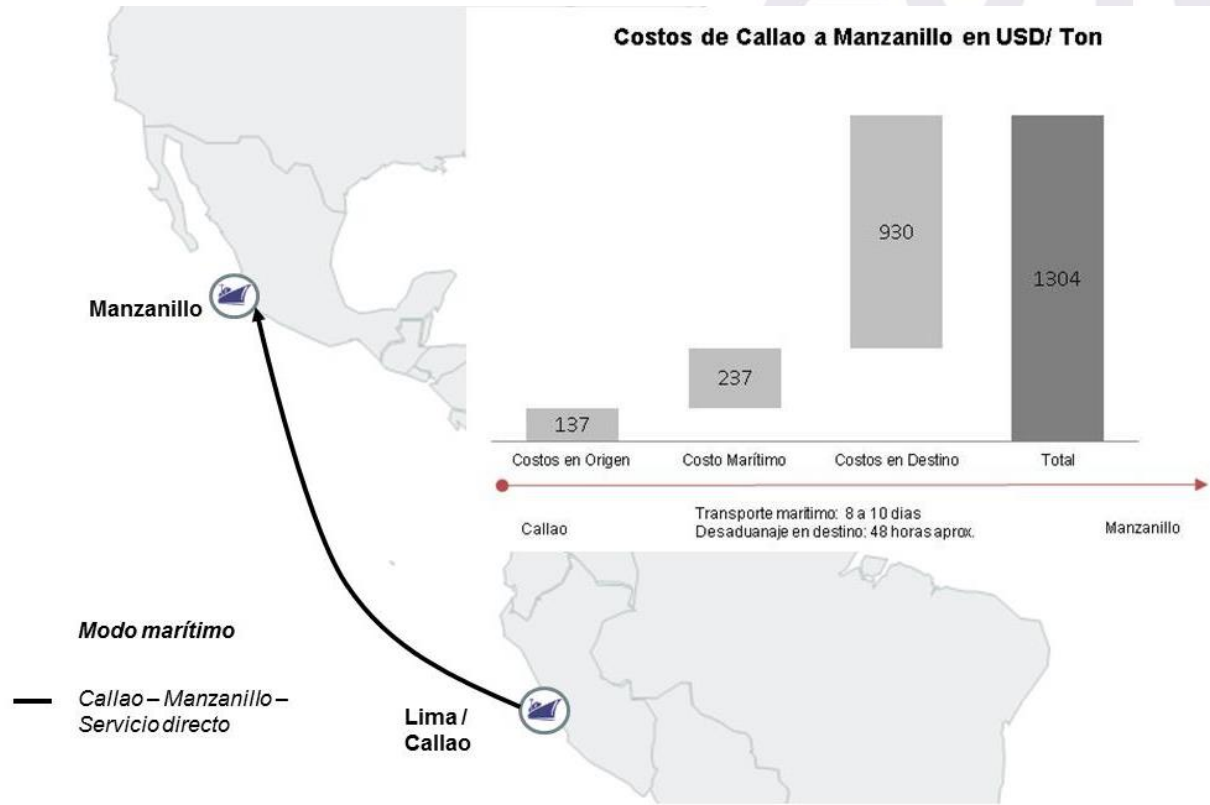 Costos de Callao a Manzanillo en USD/ Ton
930
1304
237
137
Costos en Origen
Costo Marítimo
Costos en Destino
Total
Transporte marítimo: 8 a 10 dias
Desaduanaje en destino: 48 horas aprox.
Callao
Manzanillo
Manzanillo
Modo marítimo
Callao – Manzanillo –
Servicio directo
Lima /
Callao